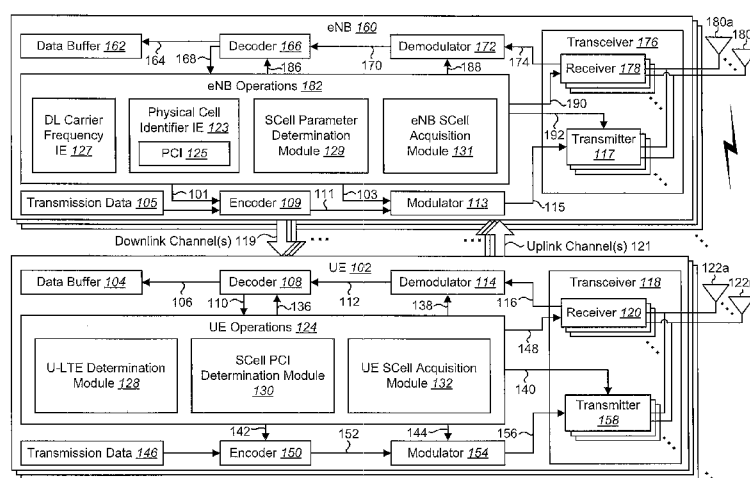 eNB 160
180a
180n
Data Buffer 162
Decoder 166
Demodulator 172
Transceiver 176
164
168
186
170
188
174
Receiver 178
eNB Operations 182
190
192
DL Carrier Frequency IE 127
Physical Cell Identifier IE 123
PCI 125
SCell Parameter Determination Module 129
eNB SCell Acquisition Module 131
Transmitter 117
101
103
111
115
Transmission Data 105
Encoder 109
Modulator 113
Downlink Channel(s) 119
Uplink Channel(s) 121
UE 102
122a
Data Buffer 104
Decoder 108
Demodulator 114
Transceiver 118
106
110
136
112
138
116
Receiver 120
UE Operations 124
148
140
U-LTE Determination Module 128
SCell PCI Determination Module 130
UE SCell Acquisition Module 132
Transmitter 158
142
144
152
156
Transmission Data 146
Encoder 150
Modulator 154